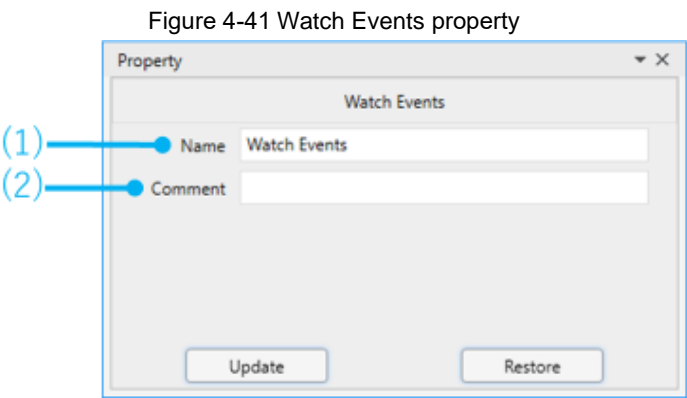 Figure 4-41 Watch Events property
Property
Watch Events
(1) Name Watch Events
(2) Comment
Update Restore